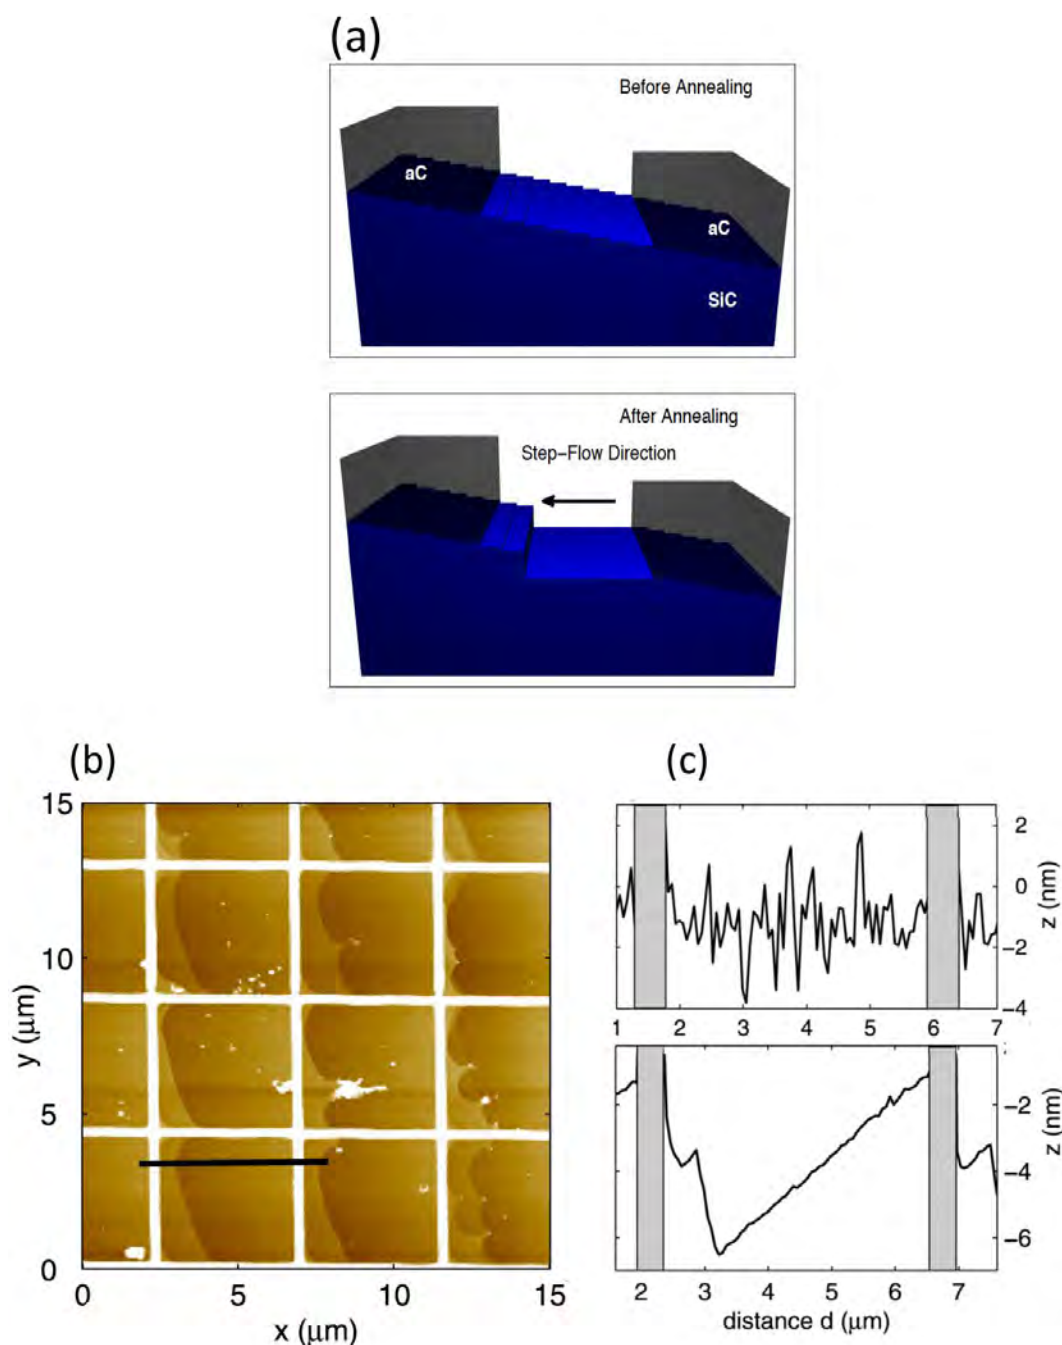 (a)
Before Annealing
aC
aC
SiC
After Annealing
Step–Flow Direction
(b)
15
10
5
0
y (μm)
0 5 10 15
x (μm)
(c)
2
0
-2
-4
z (nm)
1 2 3 4 5 6 7
-2
-4
-6
z (nm)
2 3 4 5 6 7
distance d (μm)